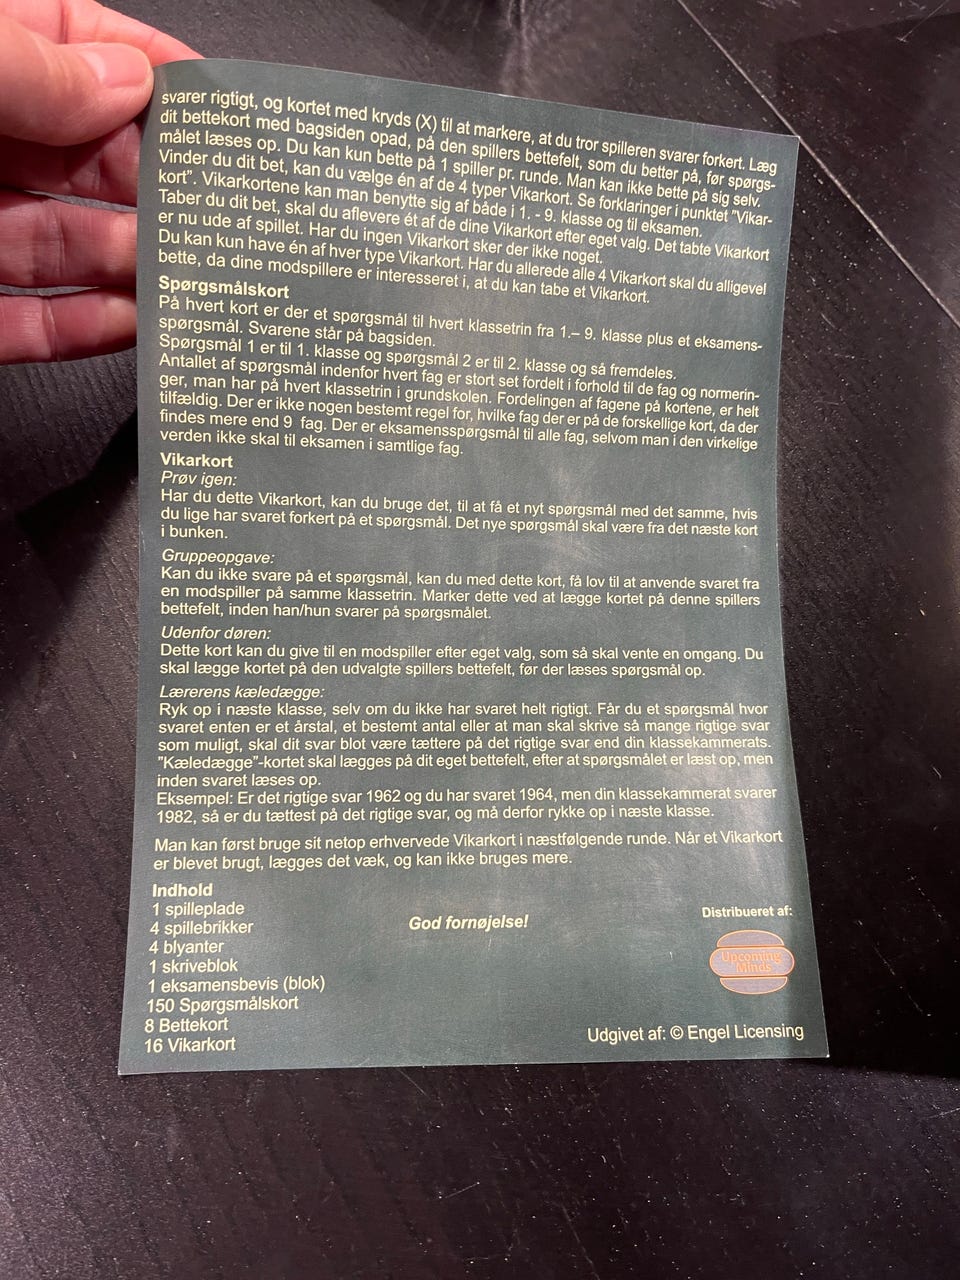 svarer rigtigt, og kortet med kryds (X) til at markere, at du tror spilleren svarer forkert. Læg
dit bettekort med bagsiden opad, på den spillers bettefelt, som du better på, før spørgs-
målet læses op. Du kan kun bette på 1 spiller pr. runde. Man kan ikke bette på sig selv.
Vinder du dit bet, kan du vælge én af de 4 typer Vikarkort. Se forklaringer i punktet "Vikar-
kort". Vikarkortene kan man benytte sig af både i 1. - 9. klasse og til eksamen.
Taber du dit bet, skal du aflevere ét af de dine Vikarkort efter eget valg. Det tabte Vikarkort
er nu ude af spillet. Har du ingen Vikarkort sker der ikke noget.
Du kan kun have én af hver type Vikarkort. Har du allerede alle 4 Vikarkort skal du alligevel
bette, da dine modspillere er interesseret i, at du kan tabe et Vikarkort.
Spørgsmålskort
På hvert kort er der et spørgsmål til hvert klassetrin fra 1.– 9. klasse plus et eksamens-
spørgsmål. Svarene står på bagsiden.
Spørgsmål 1 er til 1. klasse og spørgsmål 2 er til 2. klasse og så fremdeles.
Antallet af spørgsmål indenfor hvert fag er stort set fordelt i forhold til de fag og normerin-
ger, man har på hvert klassetrin i grundskolen. Fordelingen af fagene på kortene, er helt
tilfældig. Der er ikke nogen bestemt regel for, hvilke fag der er på de forskellige kort, da der
findes mere end 9 fag. Der er eksamensspørgsmål til alle fag, selvom man i den virkelige
verden ikke skal til eksamen i samtlige fag.
Vikarkort
Prøv igen:
Har du dette Vikarkort, kan du bruge det, til at få et nyt spørgsmål med det samme, hvis
du lige har svaret forkert på et spørgsmål. Det nye spørgsmål skal være fra det næste kort
i bunken.
Gruppeopgave:
Kan du ikke svare på et spørgsmål, kan du med dette kort, få lov til at anvende svaret fra
en modspiller på samme klassetrin. Marker dette ved at lægge kortet på denne spillers
bettefelt, inden han/hun svarer på spørgsmålet.
Udenfor døren:
Dette kort kan du give til en modspiller efter eget valg, som så skal vente en omgang. Du
skal lægge kortet på den udvalgte spillers bettefelt, før der læses spørgsmål op.
Lærerens kæledægge:
Ryk op i næste klasse, selv om du ikke har svaret helt rigtigt. Får du et spørgsmål hvor
svaret enten er et årstal, et bestemt antal eller at man skal skrive så mange rigtige svar
som muligt, skal dit svar blot være tættere på det rigtige svar end din klassekammerats.
"Kæledægge"-kortet skal lægges på dit eget bettefelt, efter at spørgsmålet er læst op, men
inden svaret læses op.
Eksempel: Er det rigtige svar 1962 og du har svaret 1964, men din klassekammerat svarer
1982, så er du tættest på det rigtige svar, og må derfor rykke op i næste klasse.
Man kan først bruge sit netop erhvervede Vikarkort i næstfølgende runde. Når et Vikarkort
er blevet brugt, lægges det væk, og kan ikke bruges mere.
Indhold
1 spilleplade
4 spillebrikker
4 blyanter
1 skriveblok
1 eksamensbevis (blok)
150 Spørgsmålskort
8 Bettekort
16 Vikarkort
God fornøjelse!
Distribueret af:
Upcoming
Minds
Udgivet af: © Engel Licensing